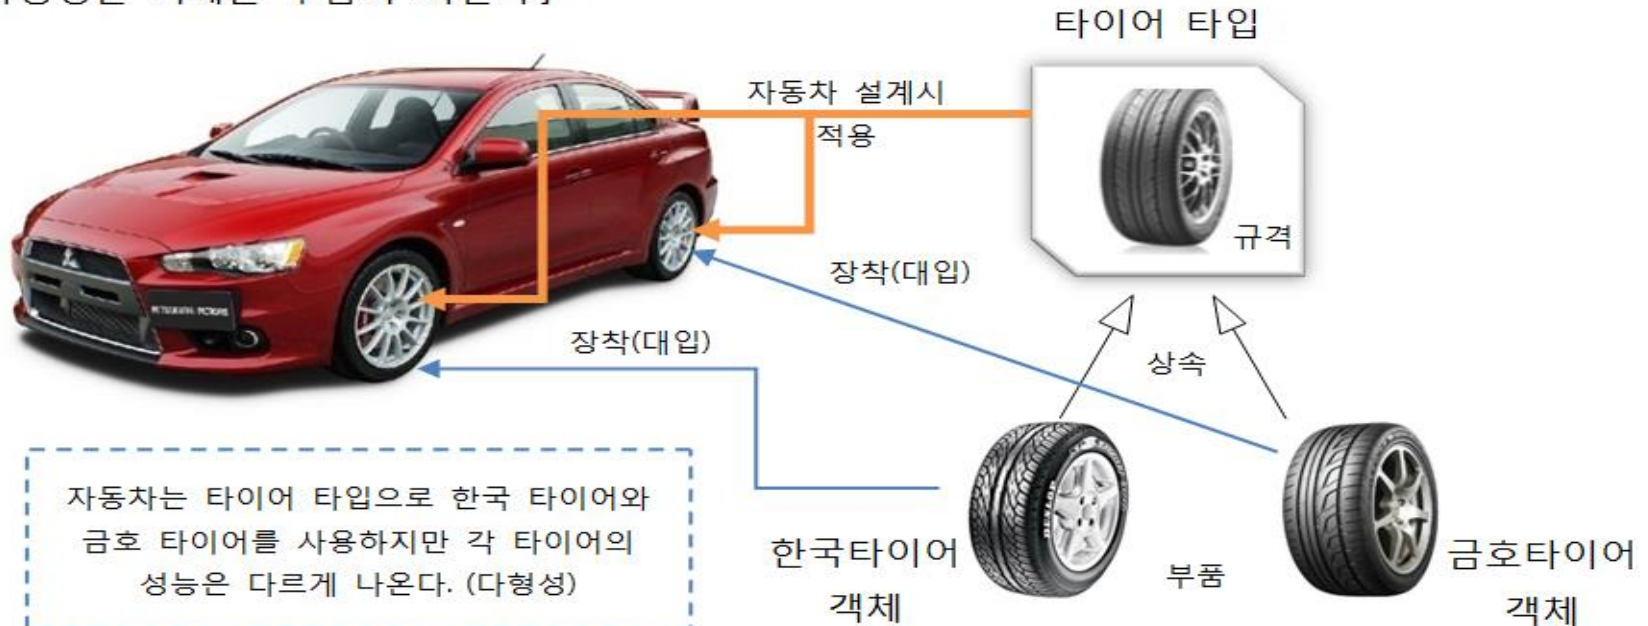 타이어 타입
자동차 설계시
적용
규격
장착(대입)
장착(대입)
상속
자동차는 타이어 타입으로 한국 타이어와
금호 타이어를 사용하지만 각 타이어의
성능은 다르게 나온다. (다형성)
한국타이어
객체
부품
금호타이어
객체